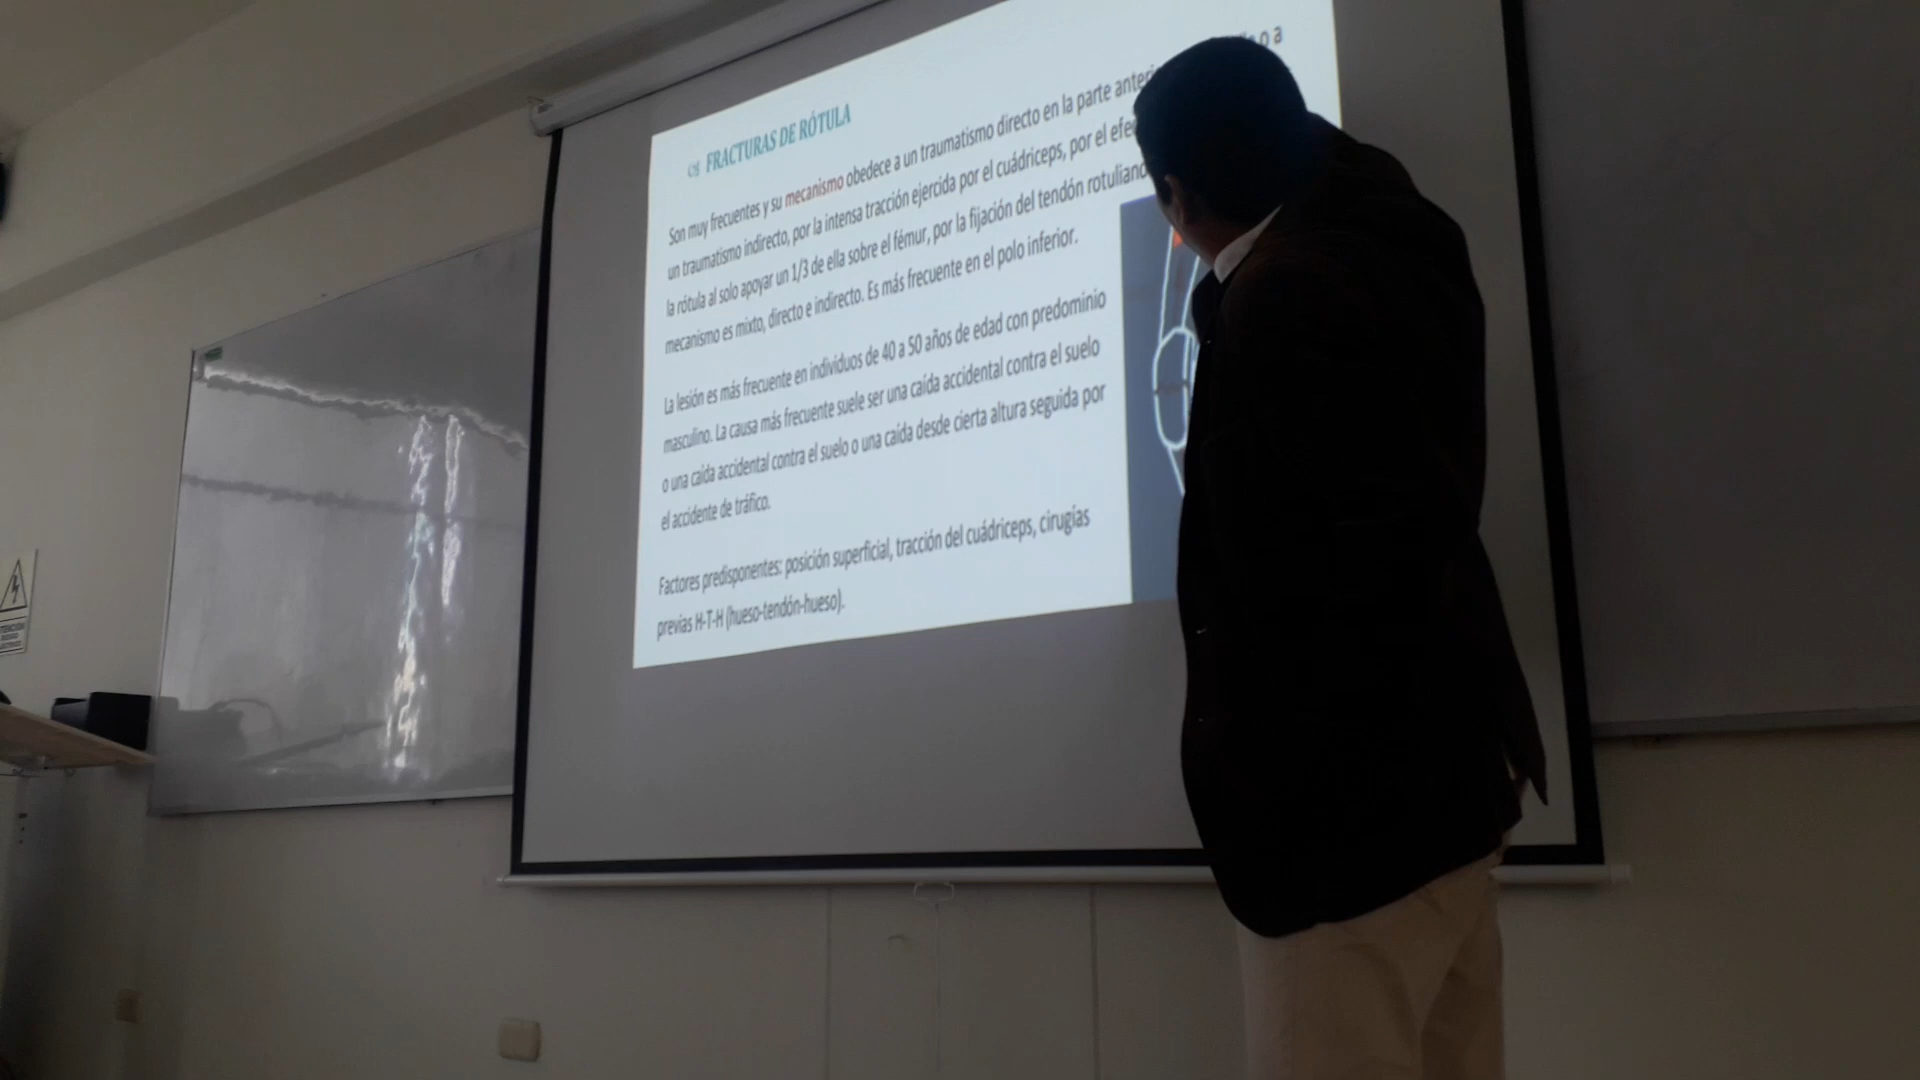 FRACTURAS DE RÓTULA
Son muy frecuentes y su mecanismo obedece a un traumatismo directo en la parte o a
un traumatismo indirecto, por la intensa tracción ejercida por el cuádriceps, por el
la rótula al solo apoyar un 1/3 de ella sobre el fémur, por la fijación del tendón rotuliano
mecanismo es mixto, directo e indirecto. Es más frecuente en el polo inferior.
La lesión es más frecuente en individuos de 40 a 50 años de edad con predominio
masculino. La causa más frecuente suele ser una caída accidental contra el suelo
o una caída accidental contra el suelo o una caída desde cierta altura seguida por
el accidente de tráfico.
Factores predisponentes: posición superficial, tracción del cuádriceps, cirugías
previas H-T-H (hueso-tendón-hueso).